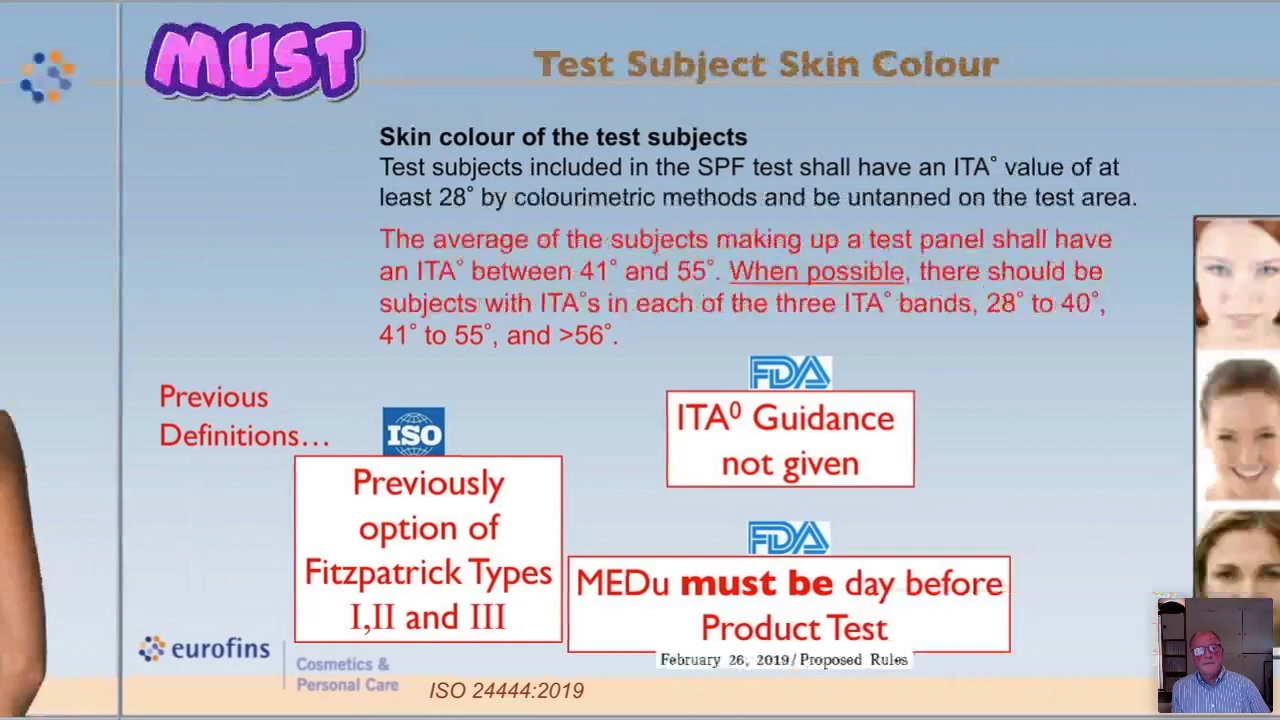 MUST
Test Subject Skin Colour
Skin colour of the test subjects
Test subjects included in the SPF test shall have an ITA° value of at
least 28° by colourimetric methods and be untanned on the test area.
The average of the subjects making up a test panel shall have
an ITA° between 41° and 55°. When possible, there should be
subjects with ITA°s in each of the three ITA° bands, 28° to 40°,
41° to 55°, and >56°.
Previous
Definitions…
ISO
Previously
option of
Fitzpatrick Types
I,II and III
FDA
ITA⁰ Guidance
not given
FDA
MEDu must be day before
Product Test
February 26, 2019/Proposed Rules
eurofins
Cosmetics &
Personal Care
ISO 24444:2019